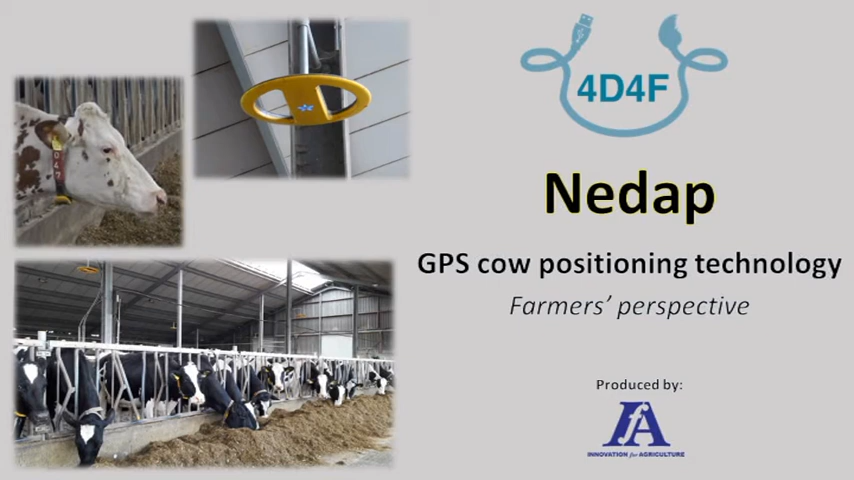 4D4F
Nedap
GPS cow positioning technology
Farmers' perspective
Produced by:
IfA
INNOVATION for AGRICULTURE